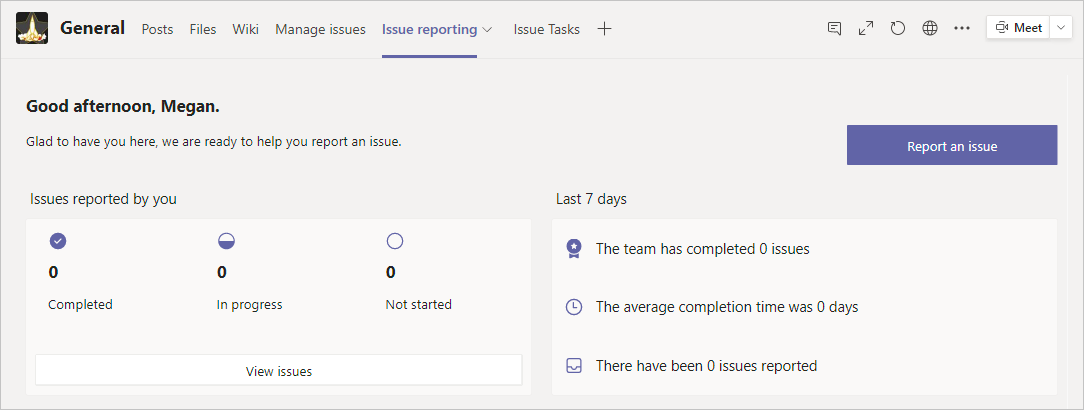 General Posts Files Wiki Manage issues Issue reporting Issue Tasks Meet
Good afternoon, Megan.
Glad to have you here, we are ready to help you report an issue.
Report an issue
Issues reported by you
0 0 0
Completed In progress Not started
View issues
Last 7 days
The team has completed 0 issues
The average completion time was 0 days
There have been 0 issues reported